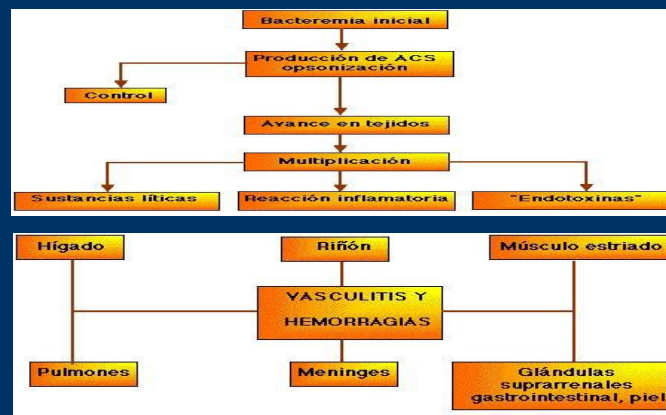 Bacteremia inicial
Producción de ACS
opsonización
Control
Avance en tejidos
Multiplicación
Sustancias líticas
Reacción inflamatoria
"Endotoxinas"
Hígado
Riñón
Músculo estriado
VASCULITIS Y
HEMORRAGIAS
Pulmones
Meninges
Glándulas
suprarrenales
gastrointestinal, piel